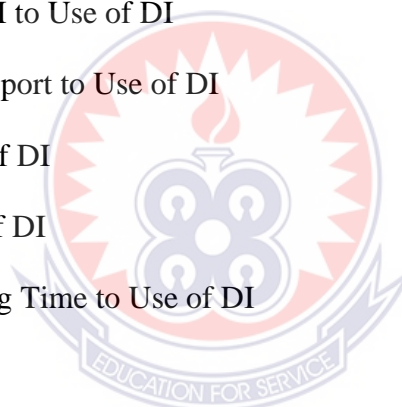 I to Use of DI
port to Use of DI
f DI
f DI
g Time to Use of DI
EDUCATION FOR SERVICE